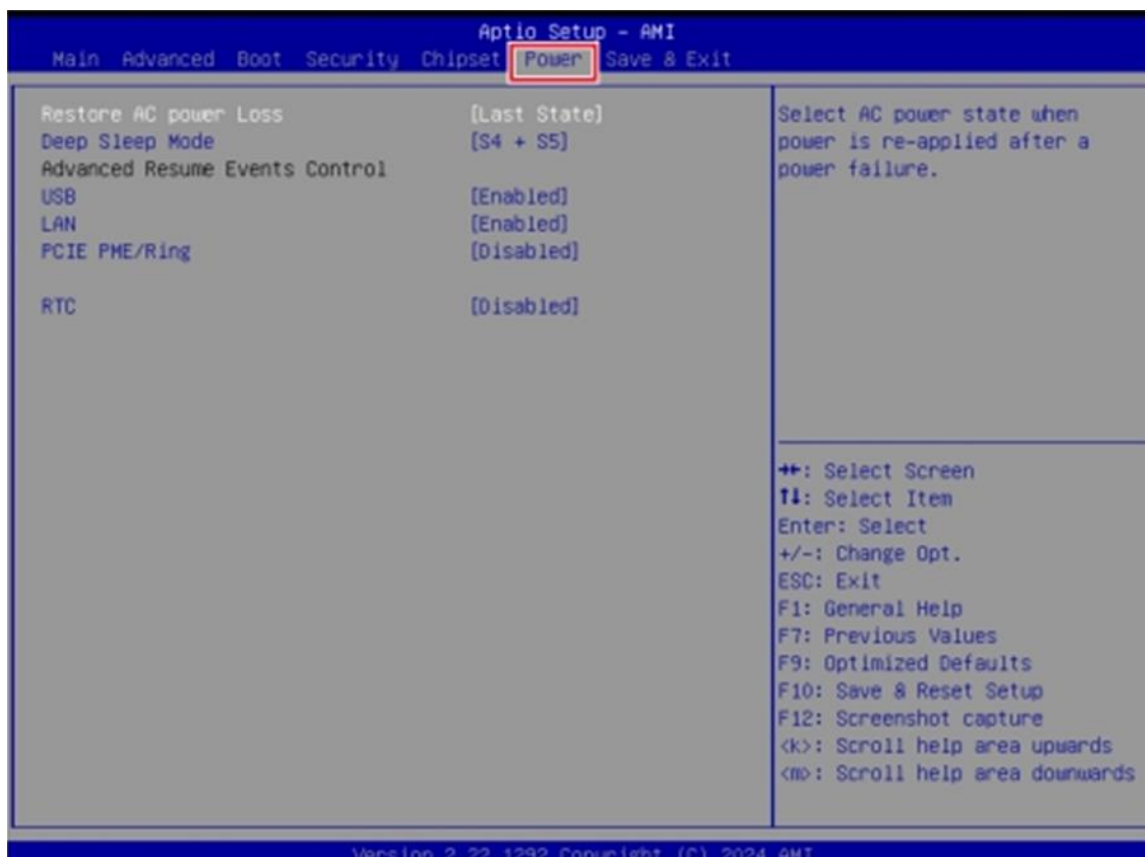 Aptio Setup - AMI
Main Advanced Boot Security Chipset Power Save & Exit
Restore AC power Loss [Last State]
Deep Sleep Mode [S4 + S5]
Advanced Resume Events Control
USB [Enabled]
LAN [Enabled]
PCIE PME/Ring [Disabled]
RTC [Disabled]
Select AC power state when
power is re-applied after a
power failure.
→←: Select Screen
↑↓: Select Item
Enter: Select
+/-: Change Opt.
ESC: Exit
F1: General Help
F7: Previous Values
F9: Optimized Defaults
F10: Save & Reset Setup
F12: Screenshot capture
<k>: Scroll help area upwards
<m>: Scroll help area downwards
Version 2.22.1292 Copyright (C) 2024 AMI